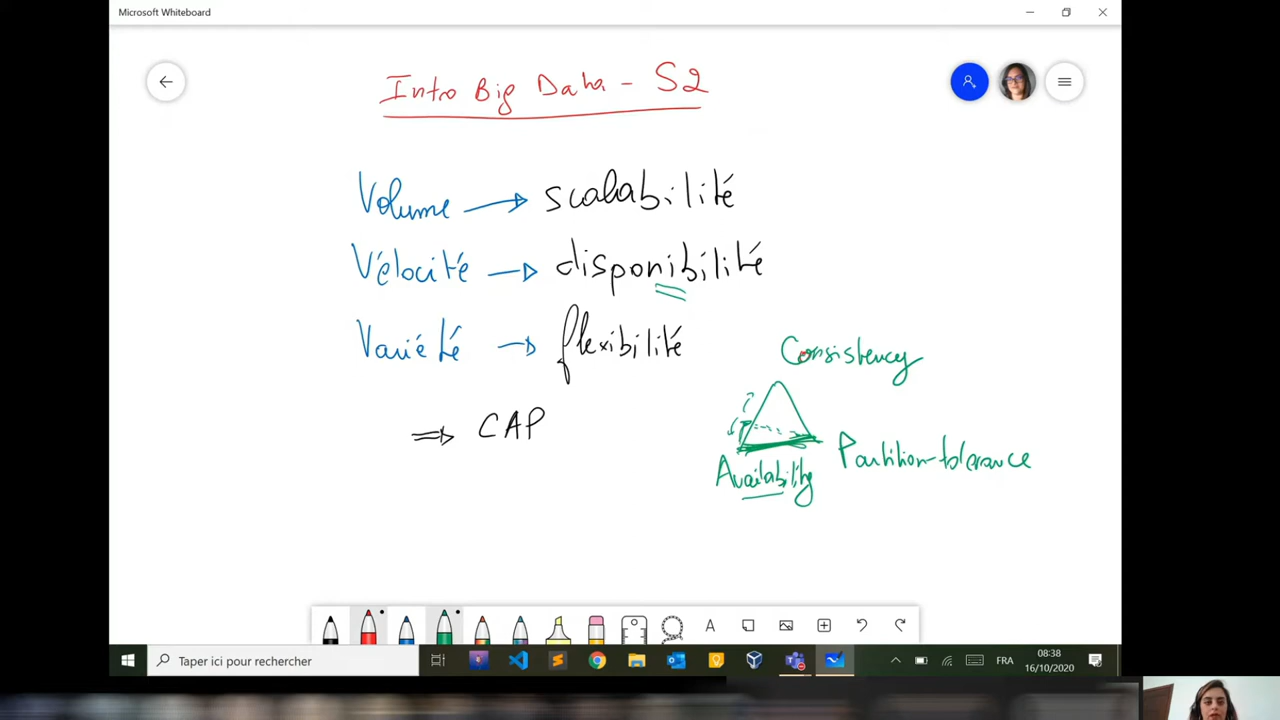 Microsoft Whiteboard
Intro Big Data - S2
Volume → scalabilité
Vélocité → disponibilité
Variété → flexibilité
⇒ CAP
Consistency
Availability
Partition-tolerance
Taper ici pour rechercher
FRA
08:38
16/10/2020